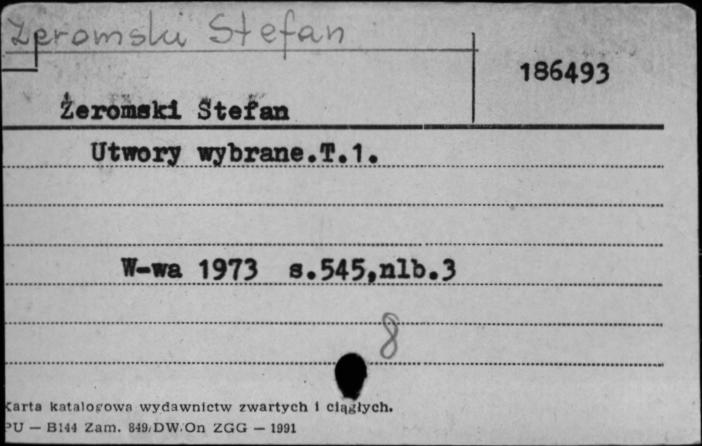 Żeromski Stefan
186493
Żeromski Stefan
Utwory wybrane.T.1.
W-wa 1973 s.545,nlb.3
8
Karta katalogowa wydawnictw zwartych i ciągłych.
PU — B144 Zam. 849/DW.On ZGG — 1991